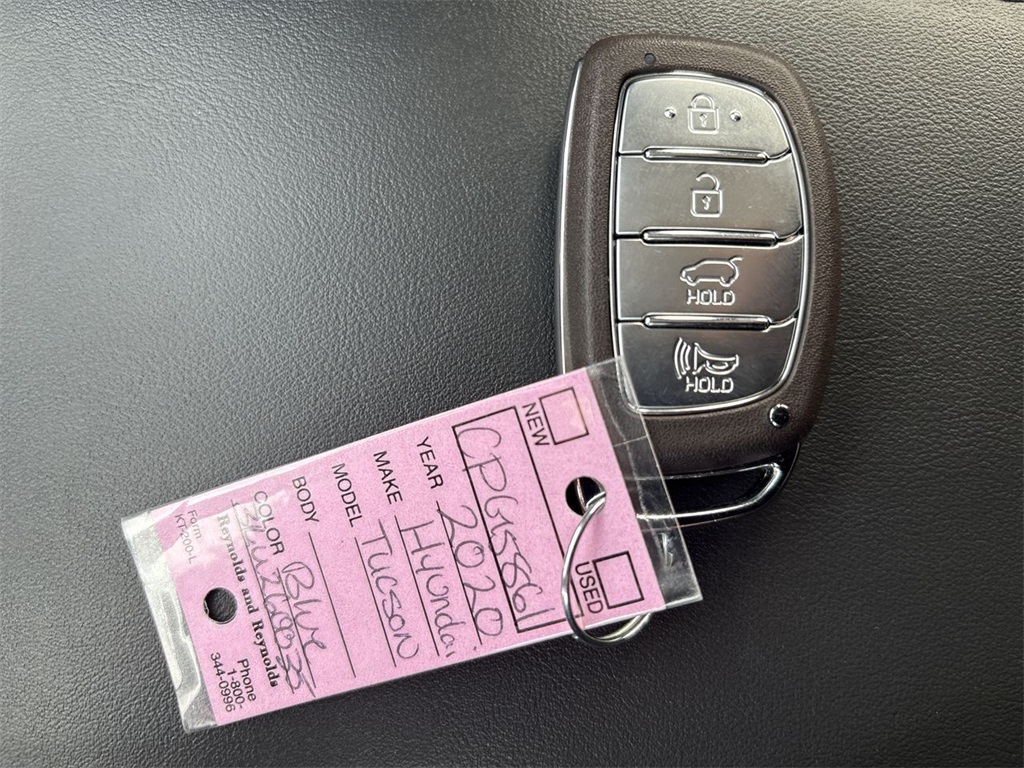 HOLD
HOLD
NEW
USED
YEAR 2020
MAKE Hyundai
MODEL Tucson
BODY
COLOR Blue
Reynolds and Reynolds
Form
KT-200-L
Phone
1-800-
344-0996